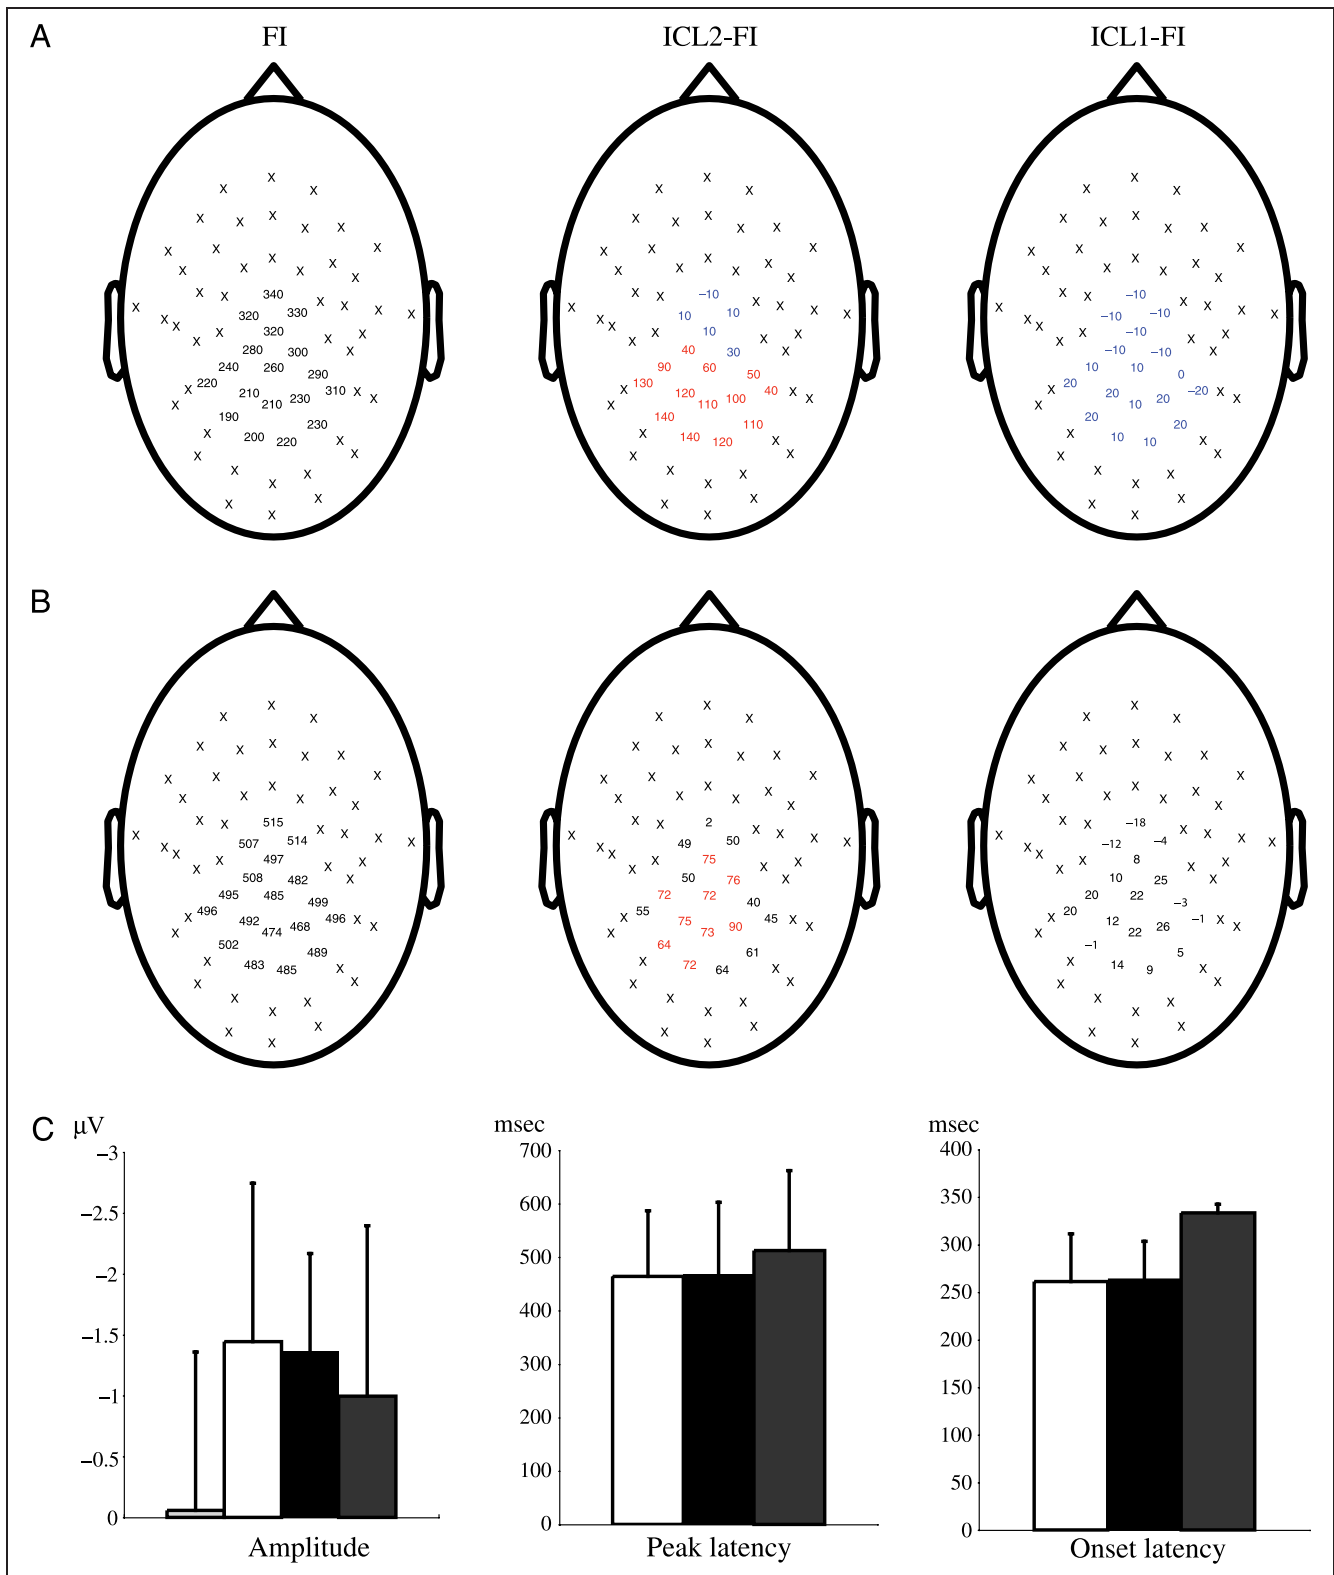 A FI ICL2-FI ICL1-FI
X X X X X X X X X
X X X X X X X X X X X X
X X X X X X X X X X X X
X X X X X X X X X X X X
X X X X X X X X X
340 –10 –10
320 330 10 10 –10 –10
320 10 –10
280 300 40 30 –10 –10
240 260 290 90 60 50 10 10 0
220 310 130 40 20 –20
210 230 120 100 20 20
210 110 10
190 230 140 110 20 20
200 220 140 120 10 10
X X X X X X X X X
X X X X X X X X X
X X X X X X
B
X X X X X X X X X
X X X X X X X X X X X X
X X X X X X X X X X X X
X X X X X X X X X X X X
515 2 –18
507 514 49 50 –12 –4
497 75 8
508 482 50 76 10 25
495 485 499 72 72 40 20 22 –3
496 496 55 45 20 –1
492 468 75 90 12 26
474 73 22
502 489 64 61 –1 5
483 485 72 64 14 9
X X X X X X X X X
X X X X X X X X X
X X X X X X
C µV
–3
–2.5
–2
–1.5
–1
–0.5
0
Amplitude
msec
700
600
500
400
300
200
100
0
Peak latency
msec
400
350
300
250
200
150
100
50
0
Onset latency